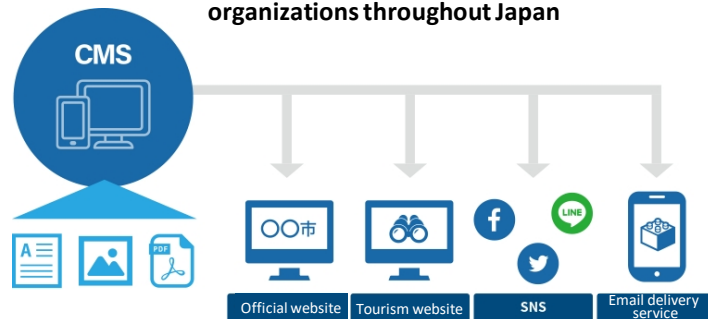 organizations throughout Japan
CMS
A
PDF
〇〇市
f
LINE
Official website
Tourism website
SNS
Email delivery
service